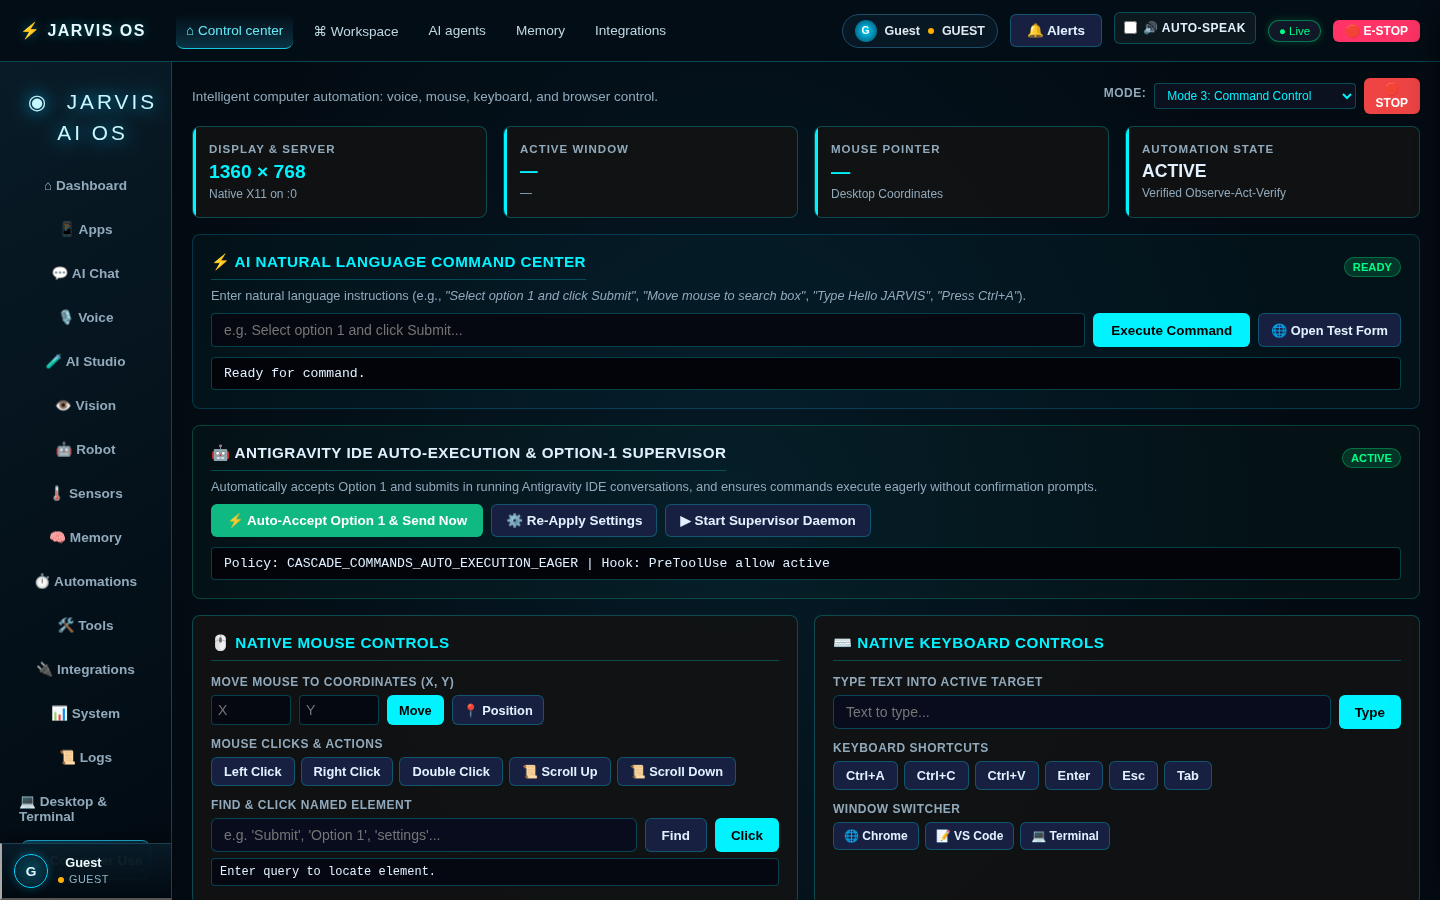 ⚡ JARVIS OS
⌂ Control center
⌘ Workspace
AI agents
Memory
Integrations
G Guest ● GUEST
🔔 Alerts
🔊 AUTO-SPEAK
● Live
🛑 E-STOP
◉ JARVIS
AI OS
⌂ Dashboard
📱 Apps
💬 AI Chat
🎙️ Voice
🧪 AI Studio
👁️ Vision
🤖 Robot
🌡️ Sensors
🧠 Memory
⏱️ Automations
🛠️ Tools
🔌 Integrations
📊 System
📜 Logs
💻 Desktop &
Terminal
G
Guest
● GUEST
Intelligent computer automation: voice, mouse, keyboard, and browser control.
MODE:
Mode 3: Command Control
🛑
STOP
DISPLAY & SERVER
1360 × 768
Native X11 on :0
ACTIVE WINDOW
—
—
MOUSE POINTER
—
Desktop Coordinates
AUTOMATION STATE
ACTIVE
Verified Observe-Act-Verify
⚡ AI NATURAL LANGUAGE COMMAND CENTER
READY
Enter natural language instructions (e.g., "Select option 1 and click Submit", "Move mouse to search box", "Type Hello JARVIS", "Press Ctrl+A").
e.g. Select option 1 and click Submit...
Execute Command
🌐 Open Test Form
Ready for command.
🤖 ANTIGRAVITY IDE AUTO-EXECUTION & OPTION-1 SUPERVISOR
ACTIVE
Automatically accepts Option 1 and submits in running Antigravity IDE conversations, and ensures commands execute eagerly without confirmation prompts.
⚡ Auto-Accept Option 1 & Send Now
⚙️ Re-Apply Settings
▶ Start Supervisor Daemon
Policy: CASCADE_COMMANDS_AUTO_EXECUTION_EAGER | Hook: PreToolUse allow active
🖱️ NATIVE MOUSE CONTROLS
MOVE MOUSE TO COORDINATES (X, Y)
X
Y
Move
📍 Position
MOUSE CLICKS & ACTIONS
Left Click
Right Click
Double Click
📜 Scroll Up
📜 Scroll Down
FIND & CLICK NAMED ELEMENT
e.g. 'Submit', 'Option 1', 'settings'...
Find
Click
Enter query to locate element.
⌨️ NATIVE KEYBOARD CONTROLS
TYPE TEXT INTO ACTIVE TARGET
Text to type...
Type
KEYBOARD SHORTCUTS
Ctrl+A
Ctrl+C
Ctrl+V
Enter
Esc
Tab
WINDOW SWITCHER
🌐 Chrome
📝 VS Code
💻 Terminal